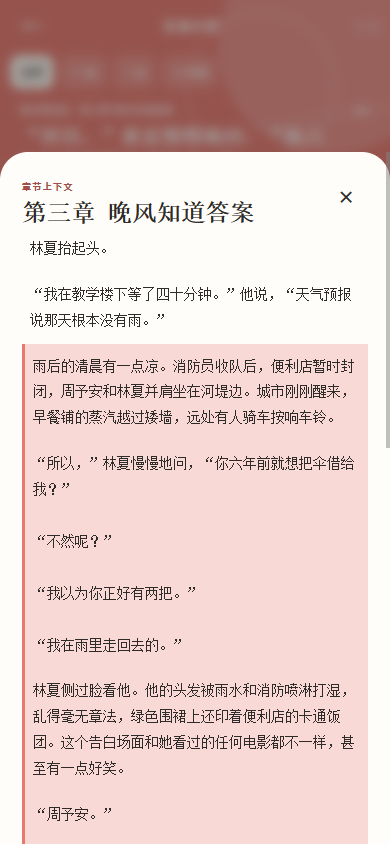 章节上下文
第三章 晚风知道答案
×
林夏抬起头。
“我在教学楼下等了四十分钟。”他说，“天气预报
说那天根本没有雨。”
雨后的清晨有一点凉。消防员收队后，便利店暂时封
闭，周予安和林夏并肩坐在河堤边。城市刚刚醒来，
早餐铺的蒸汽越过矮墙，远处有人骑车按响车铃。
“所以，”林夏慢慢地问，“你六年前就想把伞借给
我？”
“不然呢？”
“我以为你正好有两把。”
“我在雨里走回去的。”
林夏侧过脸看他。他的头发被雨水和消防喷淋打湿，
乱得毫无章法，绿色围裙上还印着便利店的卡通饭
团。这个告白场面和她看过的任何电影都不一样，甚
至有一点好笑。
“周予安。”